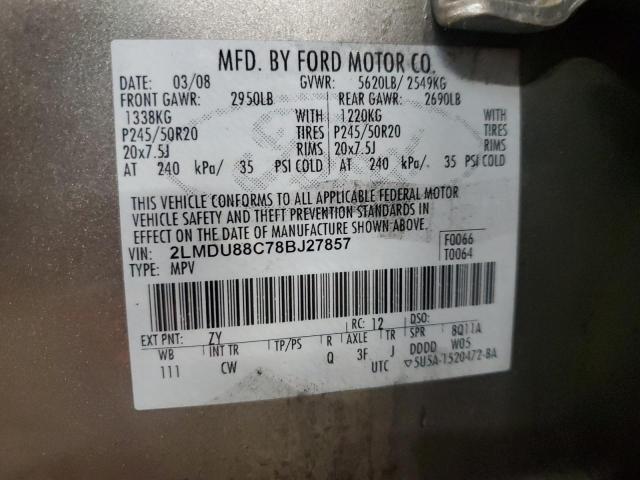 MFD. BY FORD MOTOR CO.
DATE: 03/08 GVWR: 5620LB/ 2549KG
FRONT GAWR: 2950LB REAR GAWR: 2690LB
1338KG WITH 1220KG WITH
P245/50R20 TIRES P245/50R20 TIRES
20x7.5J RIMS 20x7.5J RIMS
AT 240 kPa/ 35 PSI COLD AT 240 kPa/ 35 PSI COLD
THIS VEHICLE CONFORMS TO ALL APPLICABLE FEDERAL MOTOR
VEHICLE SAFETY AND THEFT PREVENTION STANDARDS IN
EFFECT ON THE DATE OF MANUFACTURE SHOWN ABOVE.
VIN: 2LMDU88C78BJ27857 F0066
TYPE: MPV T0064
EXT PNT: ZY RC: 12 DSO:
WB INT TR TP/PS R AXLE TR SPR 8Q11A
111 CW Q 3F J DDDD W05
UTC ▽5U5A-1520472-BA